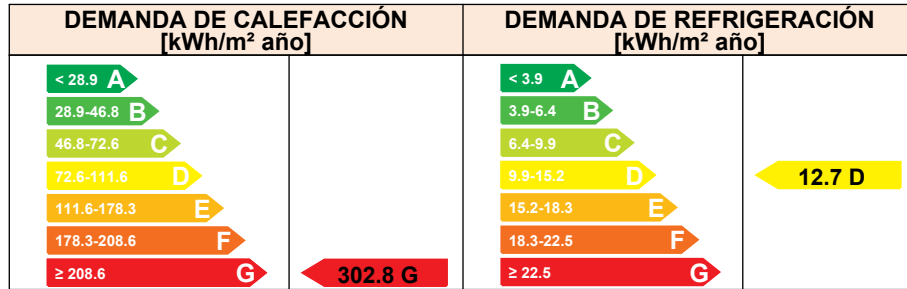 DEMANDA DE CALEFACCIÓN
[kWh/m² año]
DEMANDA DE REFRIGERACIÓN
[kWh/m² año]
< 28.9 A
28.9-46.8 B
46.8-72.6 C
72.6-111.6 D
111.6-178.3 E
178.3-208.6 F
≥ 208.6 G
302.8 G
< 3.9 A
3.9-6.4 B
6.4-9.9 C
9.9-15.2 D
15.2-18.3 E
18.3-22.5 F
≥ 22.5 G
12.7 D